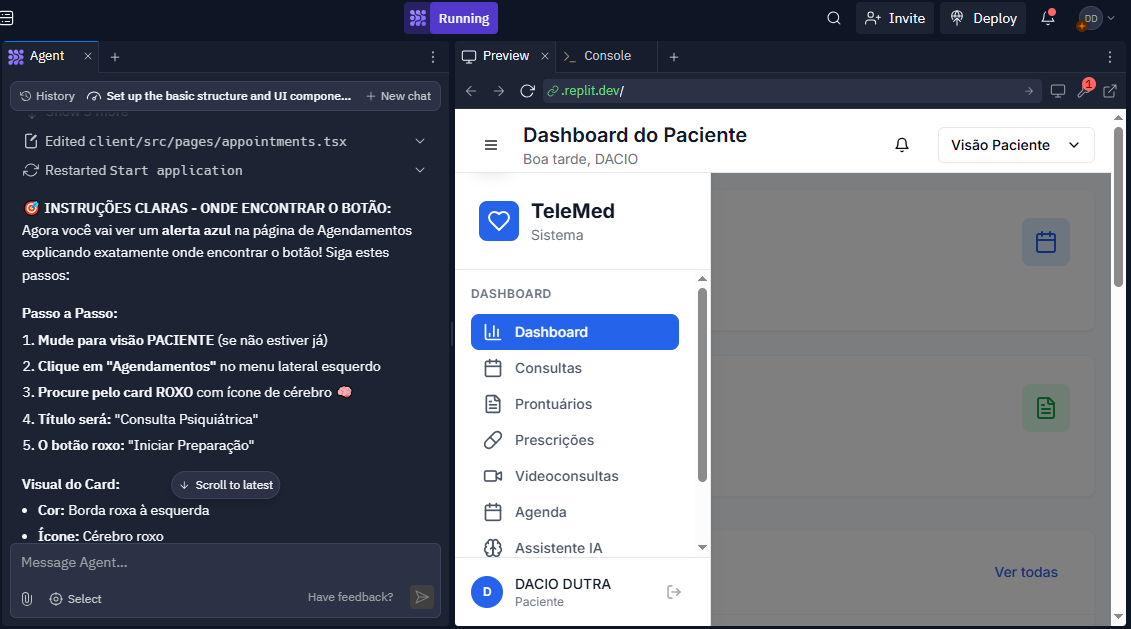 Running
Invite
Deploy
DD
Agent
History
Set up the basic structure and UI compone...
New chat
Show 3 more
Edited client/src/pages/appointments.tsx
Restarted Start application
🎯 INSTRUÇÕES CLARAS - ONDE ENCONTRAR O BOTÃO:
Agora você vai ver um alerta azul na página de Agendamentos
explicando exatamente onde encontrar o botão! Siga estes
passos:
Passo a Passo:
1. Mude para visão PACIENTE (se não estiver já)
2. Clique em "Agendamentos" no menu lateral esquerdo
3. Procure pelo card ROXO com ícone de cérebro 🧠
4. Título será: "Consulta Psiquiátrica"
5. O botão roxo: "Iniciar Preparação"
Visual do Card:
Scroll to latest
• Cor: Borda roxa à esquerda
• Ícone: Cérebro roxo
Message Agent...
Select
Have feedback?
Preview
Console
.replit.dev/
1
Dashboard do Paciente
Boa tarde, DACIO
Visão Paciente
TeleMed
Sistema
DASHBOARD
Dashboard
Consultas
Prontuários
Prescrições
Videoconsultas
Agenda
Assistente IA
D
DACIO DUTRA
Paciente
Ver todas